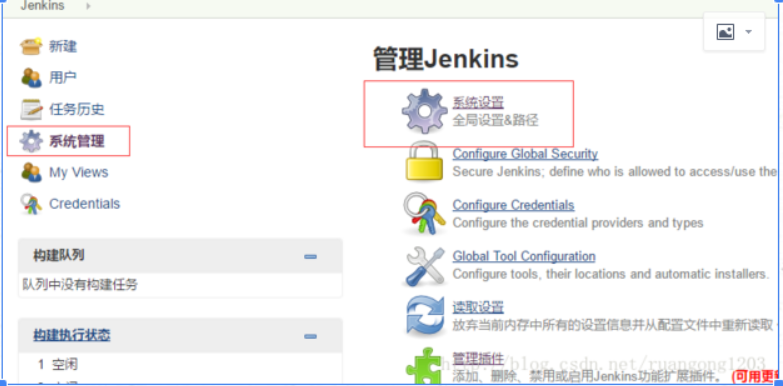 Jenkins
新建
用户
任务历史
系统管理
My Views
Credentials
构建队列
队列中没有构建任务
构建执行状态
1 空闲
管理Jenkins
系统设置
全局设置&路径
Configure Global Security
Secure Jenkins; define who is allowed to access/use the
Configure Credentials
Configure the credential providers and types
Global Tool Configuration
Configure tools, their locations and automatic installers.
读取设置
放弃当前内存中所有的设置信息并从配置文件中重新读取
管理插件
添加、删除、禁用或启用Jenkins功能扩展插件。 (可用更
http://blog.csdn.net/ruangong1203